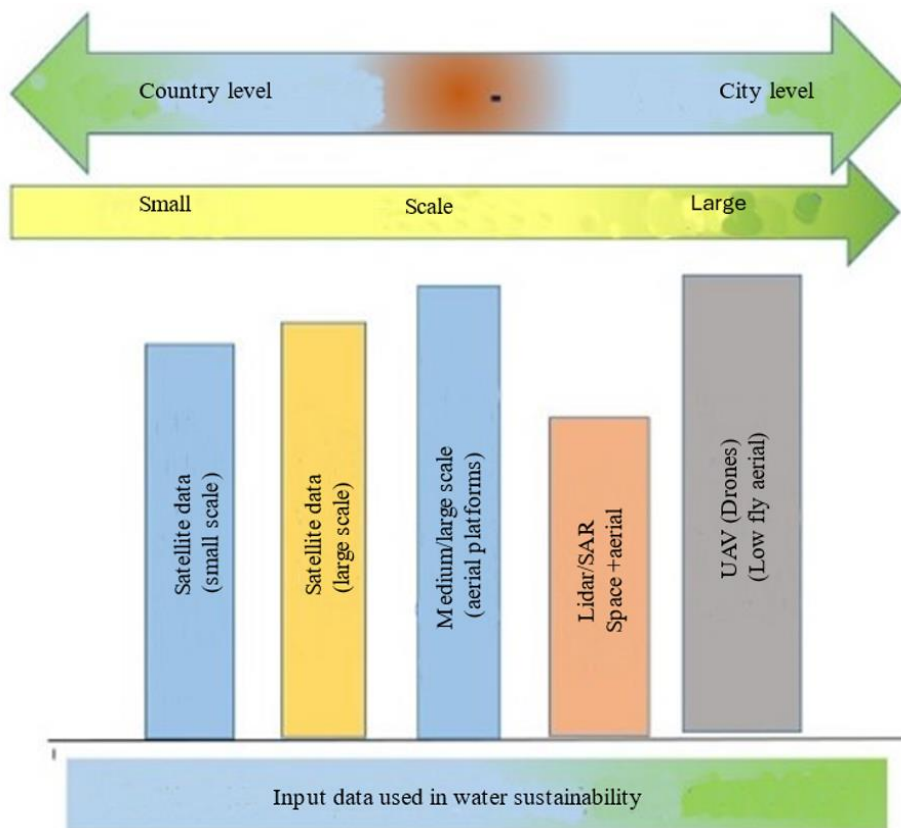 Country level
City level
Small
Scale
Large
Satellite data
(small scale)
Satellite data
(large scale)
Medium/large scale
(aerial platforms)
Lidar/SAR
Space +aerial
UAV (Drones)
(Low fly aerial)
Input data used in water sustainability